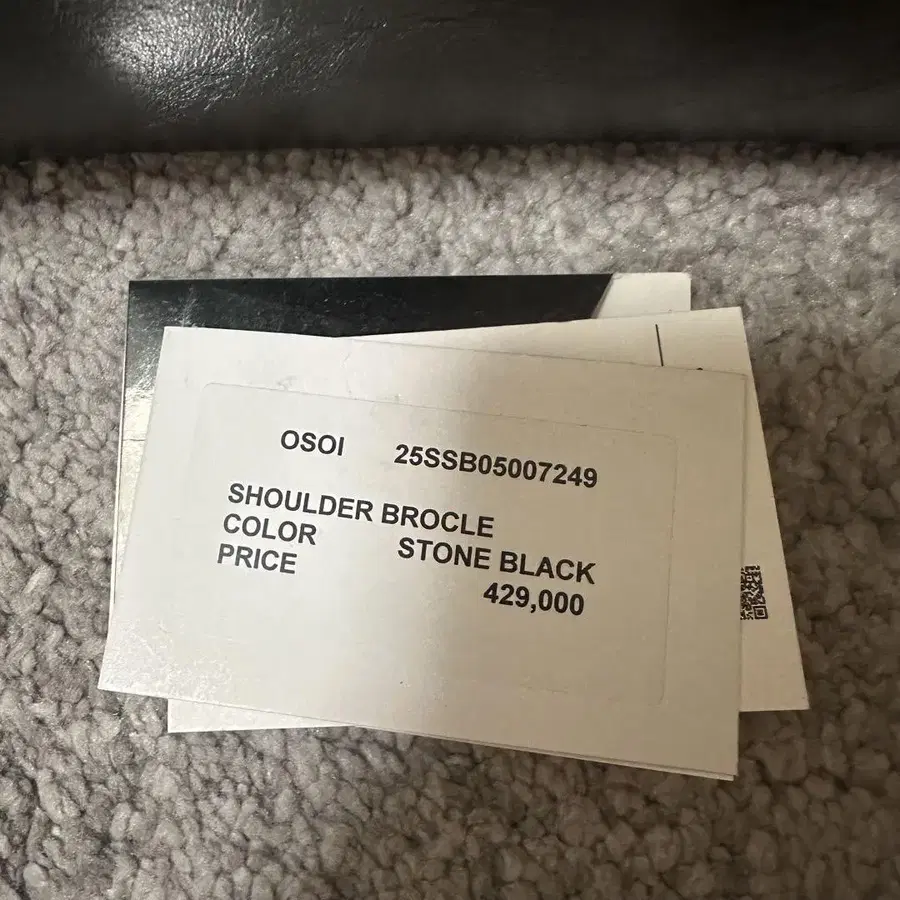 OSOI 25SSB05007249
SHOULDER BROCLE
COLOR STONE BLACK
PRICE 429,000